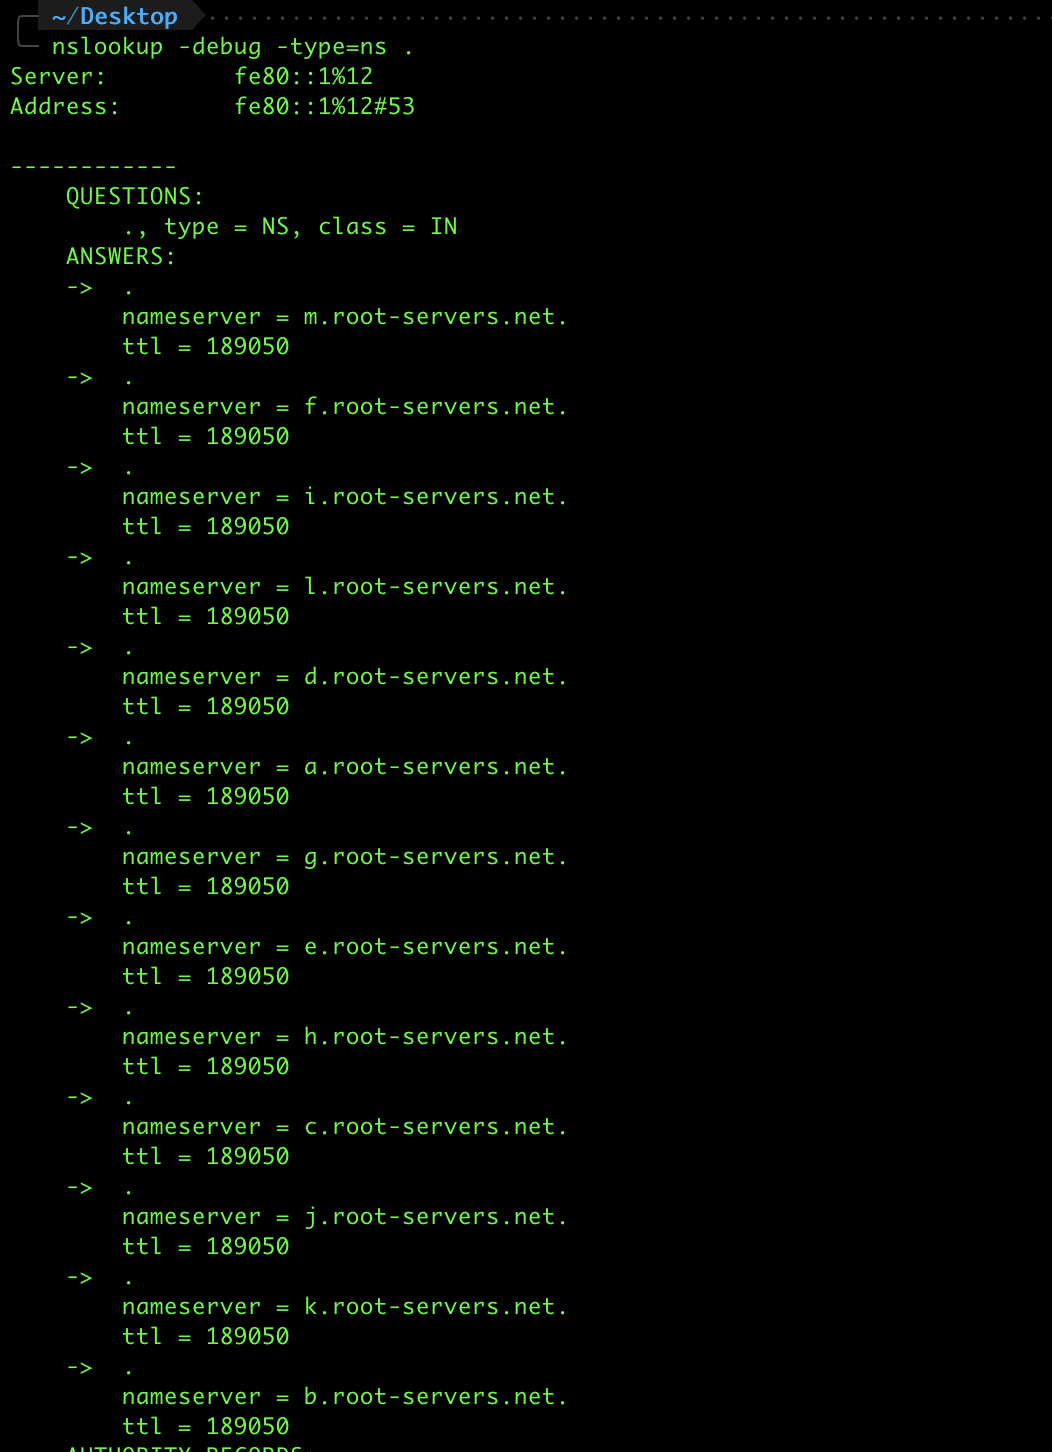 ~/Desktop
nslookup -debug -type=ns .
Server: fe80::1%12
Address: fe80::1%12#53
------------
QUESTIONS:
., type = NS, class = IN
ANSWERS:
-> .
nameserver = m.root-servers.net.
ttl = 189050
-> .
nameserver = f.root-servers.net.
ttl = 189050
-> .
nameserver = i.root-servers.net.
ttl = 189050
-> .
nameserver = l.root-servers.net.
ttl = 189050
-> .
nameserver = d.root-servers.net.
ttl = 189050
-> .
nameserver = a.root-servers.net.
ttl = 189050
-> .
nameserver = g.root-servers.net.
ttl = 189050
-> .
nameserver = e.root-servers.net.
ttl = 189050
-> .
nameserver = h.root-servers.net.
ttl = 189050
-> .
nameserver = c.root-servers.net.
ttl = 189050
-> .
nameserver = j.root-servers.net.
ttl = 189050
-> .
nameserver = k.root-servers.net.
ttl = 189050
-> .
nameserver = b.root-servers.net.
ttl = 189050
AUTHORITY RECORDS: